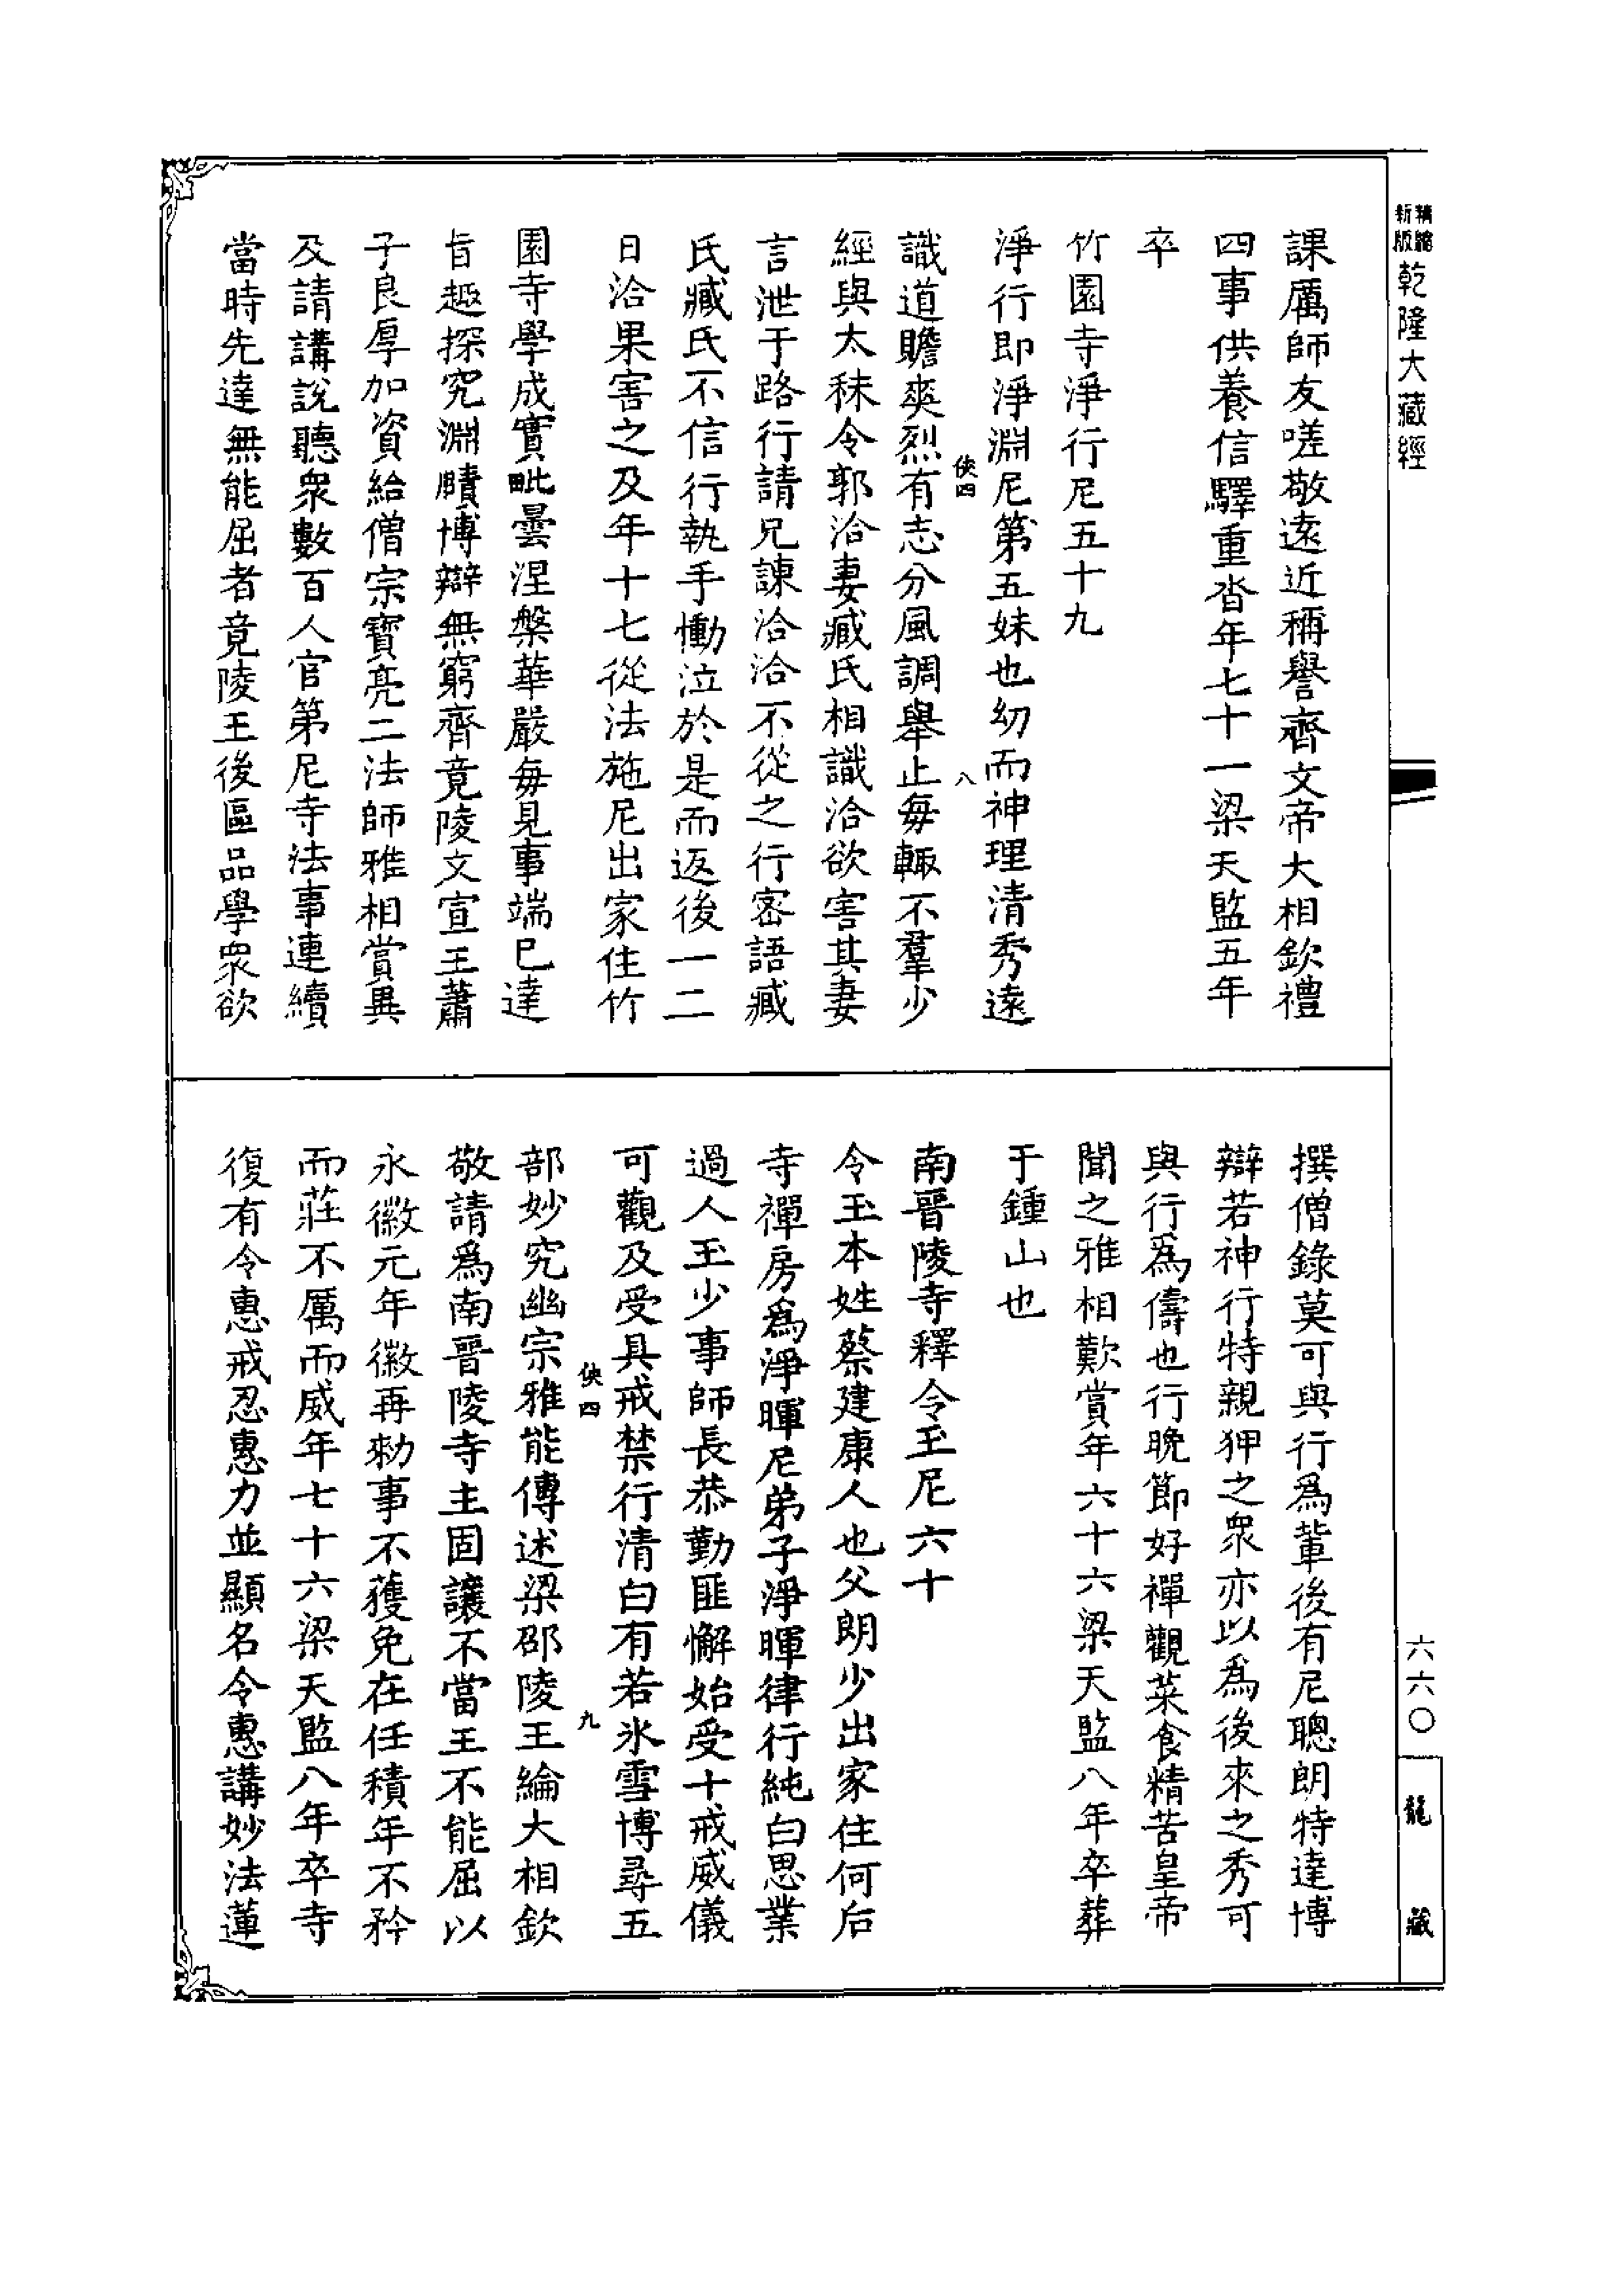 精縮
新版
乾隆大藏經
課厲師友嗟敬遠近稱譽齊文帝大相欽禮
四事供養信驛重沓年七十一梁天監五年
卒
竹園寺淨行尼五十九
淨行即淨淵尼第五妹也幼而神理清秀遠
俠四
八
識道贍爽烈有志分風調舉止每輙不羣少
經與太秣令郭洽妻臧氏相識洽欲害其妻
言泄于路行請兄諫洽洽不從之行密語臧
氏臧氏不信行執手慟泣於是而返後一二
日洽果害之及年十七從法施尼出家住竹
園寺學成實毗曇涅槃華嚴每見事端已達
旨趣探究淵賾博辯無窮齊竟陵文宣王蕭
子良厚加資給僧宗寶亮二法師雅相賞異
及請講說聽衆數百人官第尼寺法事連續
當時先達無能屈者竟陵王後區品學衆欲
撰僧錄莫可與行爲輩後有尼聰朗特達博
辯若神行特親狎之衆亦以爲後來之秀可
與行爲儔也行晚節好禪觀菜食精苦皇帝
聞之雅相歎賞年六十六梁天監八年卒葬
于鍾山也
南晉陵寺釋令玉尼六十
令玉本姓蔡建康人也父朗少出家住何后
寺禪房爲淨暉尼弟子淨暉律行純白思業
過人玉少事師長恭勤匪懈始受十戒威儀
可觀及受具戒禁行清白有若氷雪博尋五
俠四
九
部妙究幽宗雅能傳述梁邵陵王綸大相欽
敬請爲南晉陵寺主固讓不當王不能屈以
永徽元年徽再勑事不獲免在任積年不矜
而莊不厲而威年七十六梁天監八年卒寺
復有令惠戒忍惠力並顯名令惠講妙法蓮
六六〇
龍藏